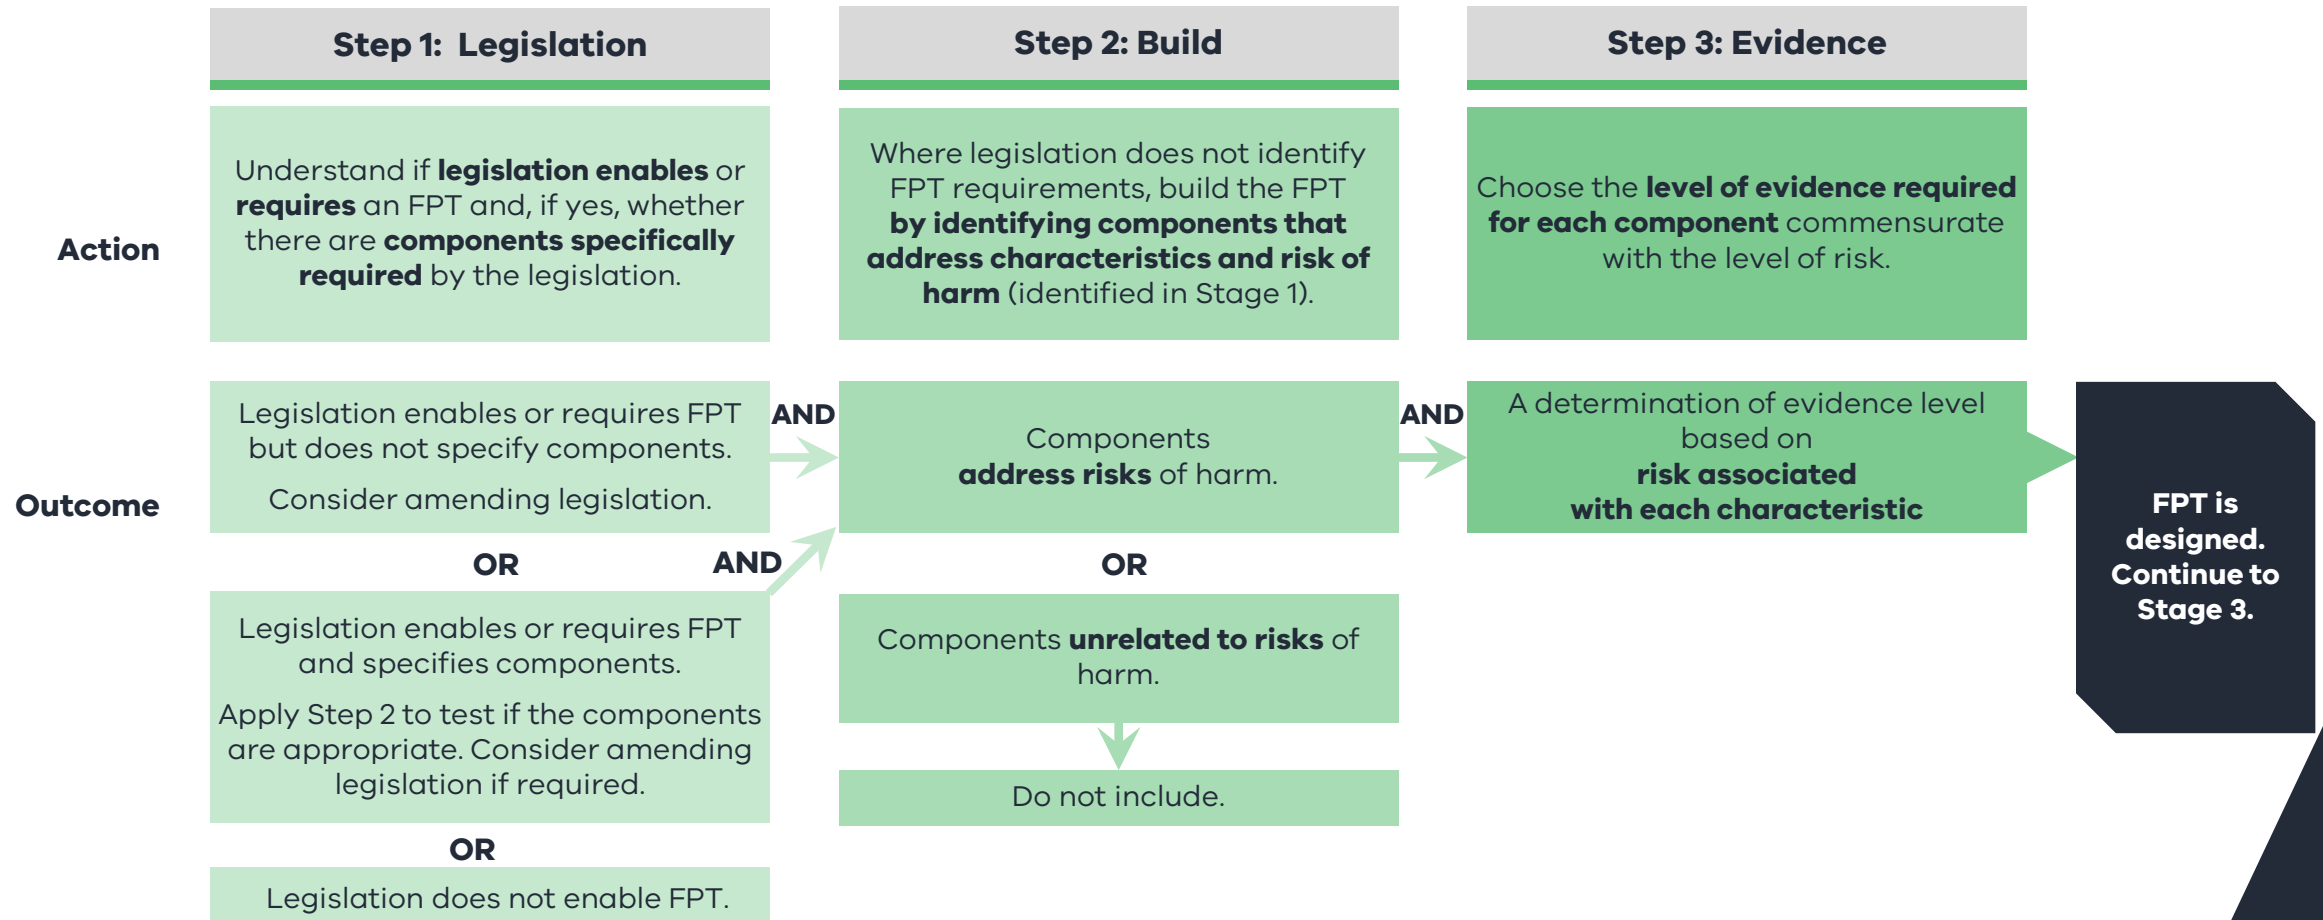 Step 1: Legislation
Step 2: Build
Step 3: Evidence
Action
Understand if legislation enables or
requires an FPT and, if yes, whether
there are components specifically
required by the legislation.
Where legislation does not identify
FPT requirements, build the FPT
by identifying components that
address characteristics and risk of
harm (identified in Stage 1).
Choose the level of evidence required
for each component commensurate
with the level of risk.
Outcome
Legislation enables or requires FPT
but does not specify components.
Consider amending legislation.
AND
Components
address risks of harm.
AND
A determination of evidence level
based on
risk associated
with each characteristic
FPT is
designed.
Continue to
Stage 3.
OR
AND
OR
Legislation enables or requires FPT
and specifies components.
Apply Step 2 to test if the components
are appropriate. Consider amending
legislation if required.
Components unrelated to risks of
harm.
Do not include.
OR
Legislation does not enable FPT.